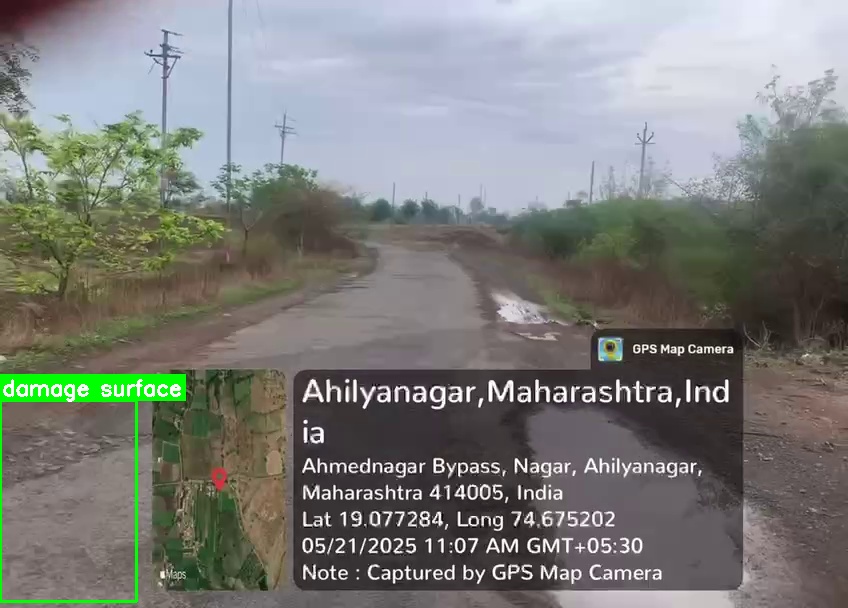 GPS Map Camera
damage surface
Ahilyanagar,Maharashtra,Ind
ia
Ahmednagar Bypass, Nagar, Ahilyanagar,
Maharashtra 414005, India
Lat 19.077284, Long 74.675202
05/21/2025 11:07 AM GMT+05:30
Note : Captured by GPS Map Camera
Maps